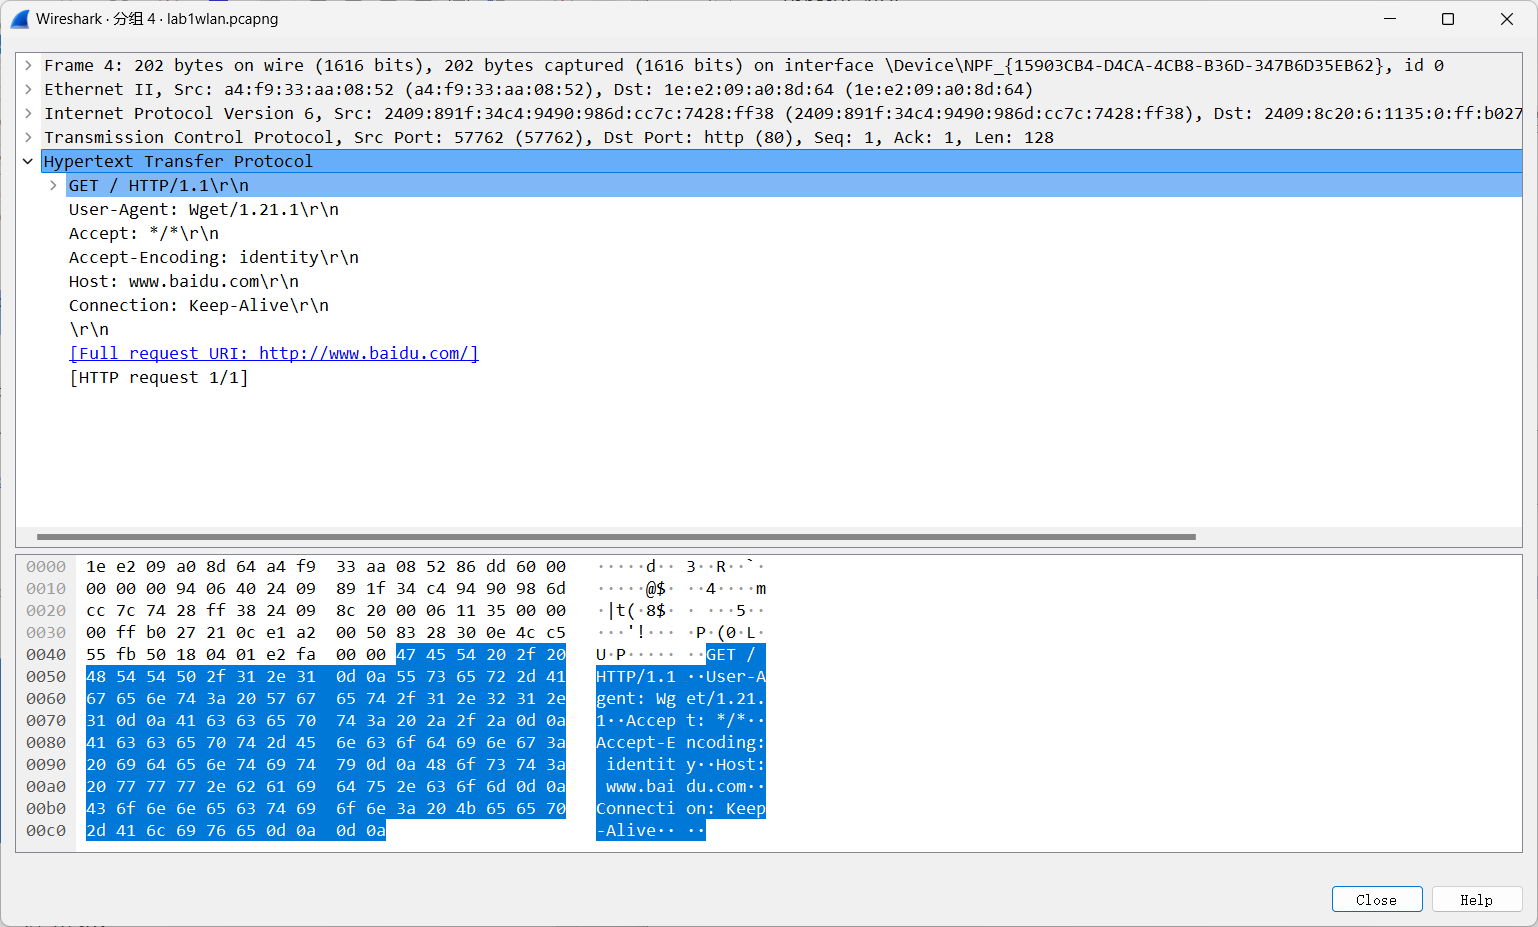 Wireshark · 分组 4 · lab1wlan.pcapng
Frame 4: 202 bytes on wire (1616 bits), 202 bytes captured (1616 bits) on interface \Device\NPF_{15903CB4-D4CA-4CB8-B36D-347B6D35EB62}, id 0
Ethernet II, Src: a4:f9:33:aa:08:52 (a4:f9:33:aa:08:52), Dst: 1e:e2:09:a0:8d:64 (1e:e2:09:a0:8d:64)
Internet Protocol Version 6, Src: 2409:891f:34c4:9490:986d:cc7c:7428:ff38 (2409:891f:34c4:9490:986d:cc7c:7428:ff38), Dst: 2409:8c20:6:1135:0:ff:b027
Transmission Control Protocol, Src Port: 57762 (57762), Dst Port: http (80), Seq: 1, Ack: 1, Len: 128
Hypertext Transfer Protocol
GET / HTTP/1.1\r\n
User-Agent: Wget/1.21.1\r\n
Accept: */*\r\n
Accept-Encoding: identity\r\n
Host: www.baidu.com\r\n
Connection: Keep-Alive\r\n
\r\n
[Full request URI: http://www.baidu.com/]
[HTTP request 1/1]
0000 1e e2 09 a0 8d 64 a4 f9 33 aa 08 52 86 dd 60 00 ·····d·· 3··R··`·
0010 00 00 00 94 06 40 24 09 89 1f 34 c4 94 90 98 6d ·····@$· ··4····m
0020 cc 7c 74 28 ff 38 24 09 8c 20 00 06 11 35 00 00 ·|t(·8$· · ···5··
0030 00 ff b0 27 21 0c e1 a2 00 50 83 28 30 0e 4c c5 ···'!··· ·P·(0·L·
0040 55 fb 50 18 04 01 e2 fa 00 00 47 45 54 20 2f 20 U·P····· ··GET /
0050 48 54 54 50 2f 31 2e 31 0d 0a 55 73 65 72 2d 41 HTTP/1.1 ··User-A
0060 67 65 6e 74 3a 20 57 67 65 74 2f 31 2e 32 31 2e gent: Wg et/1.21.
0070 31 0d 0a 41 63 63 65 70 74 3a 20 2a 2f 2a 0d 0a 1··Accep t: */*··
0080 41 63 63 65 70 74 2d 45 6e 63 6f 64 69 6e 67 3a Accept-E ncoding:
0090 20 69 64 65 6e 74 69 74 79 0d 0a 48 6f 73 74 3a identit y··Host:
00a0 20 77 77 77 2e 62 61 69 64 75 2e 63 6f 6d 0d 0a www.bai du.com··
00b0 43 6f 6e 6e 65 63 74 69 6f 6e 3a 20 4b 65 65 70 Connecti on: Keep
00c0 2d 41 6c 69 76 65 0d 0a 0d 0a -Alive·· ··
Close Help